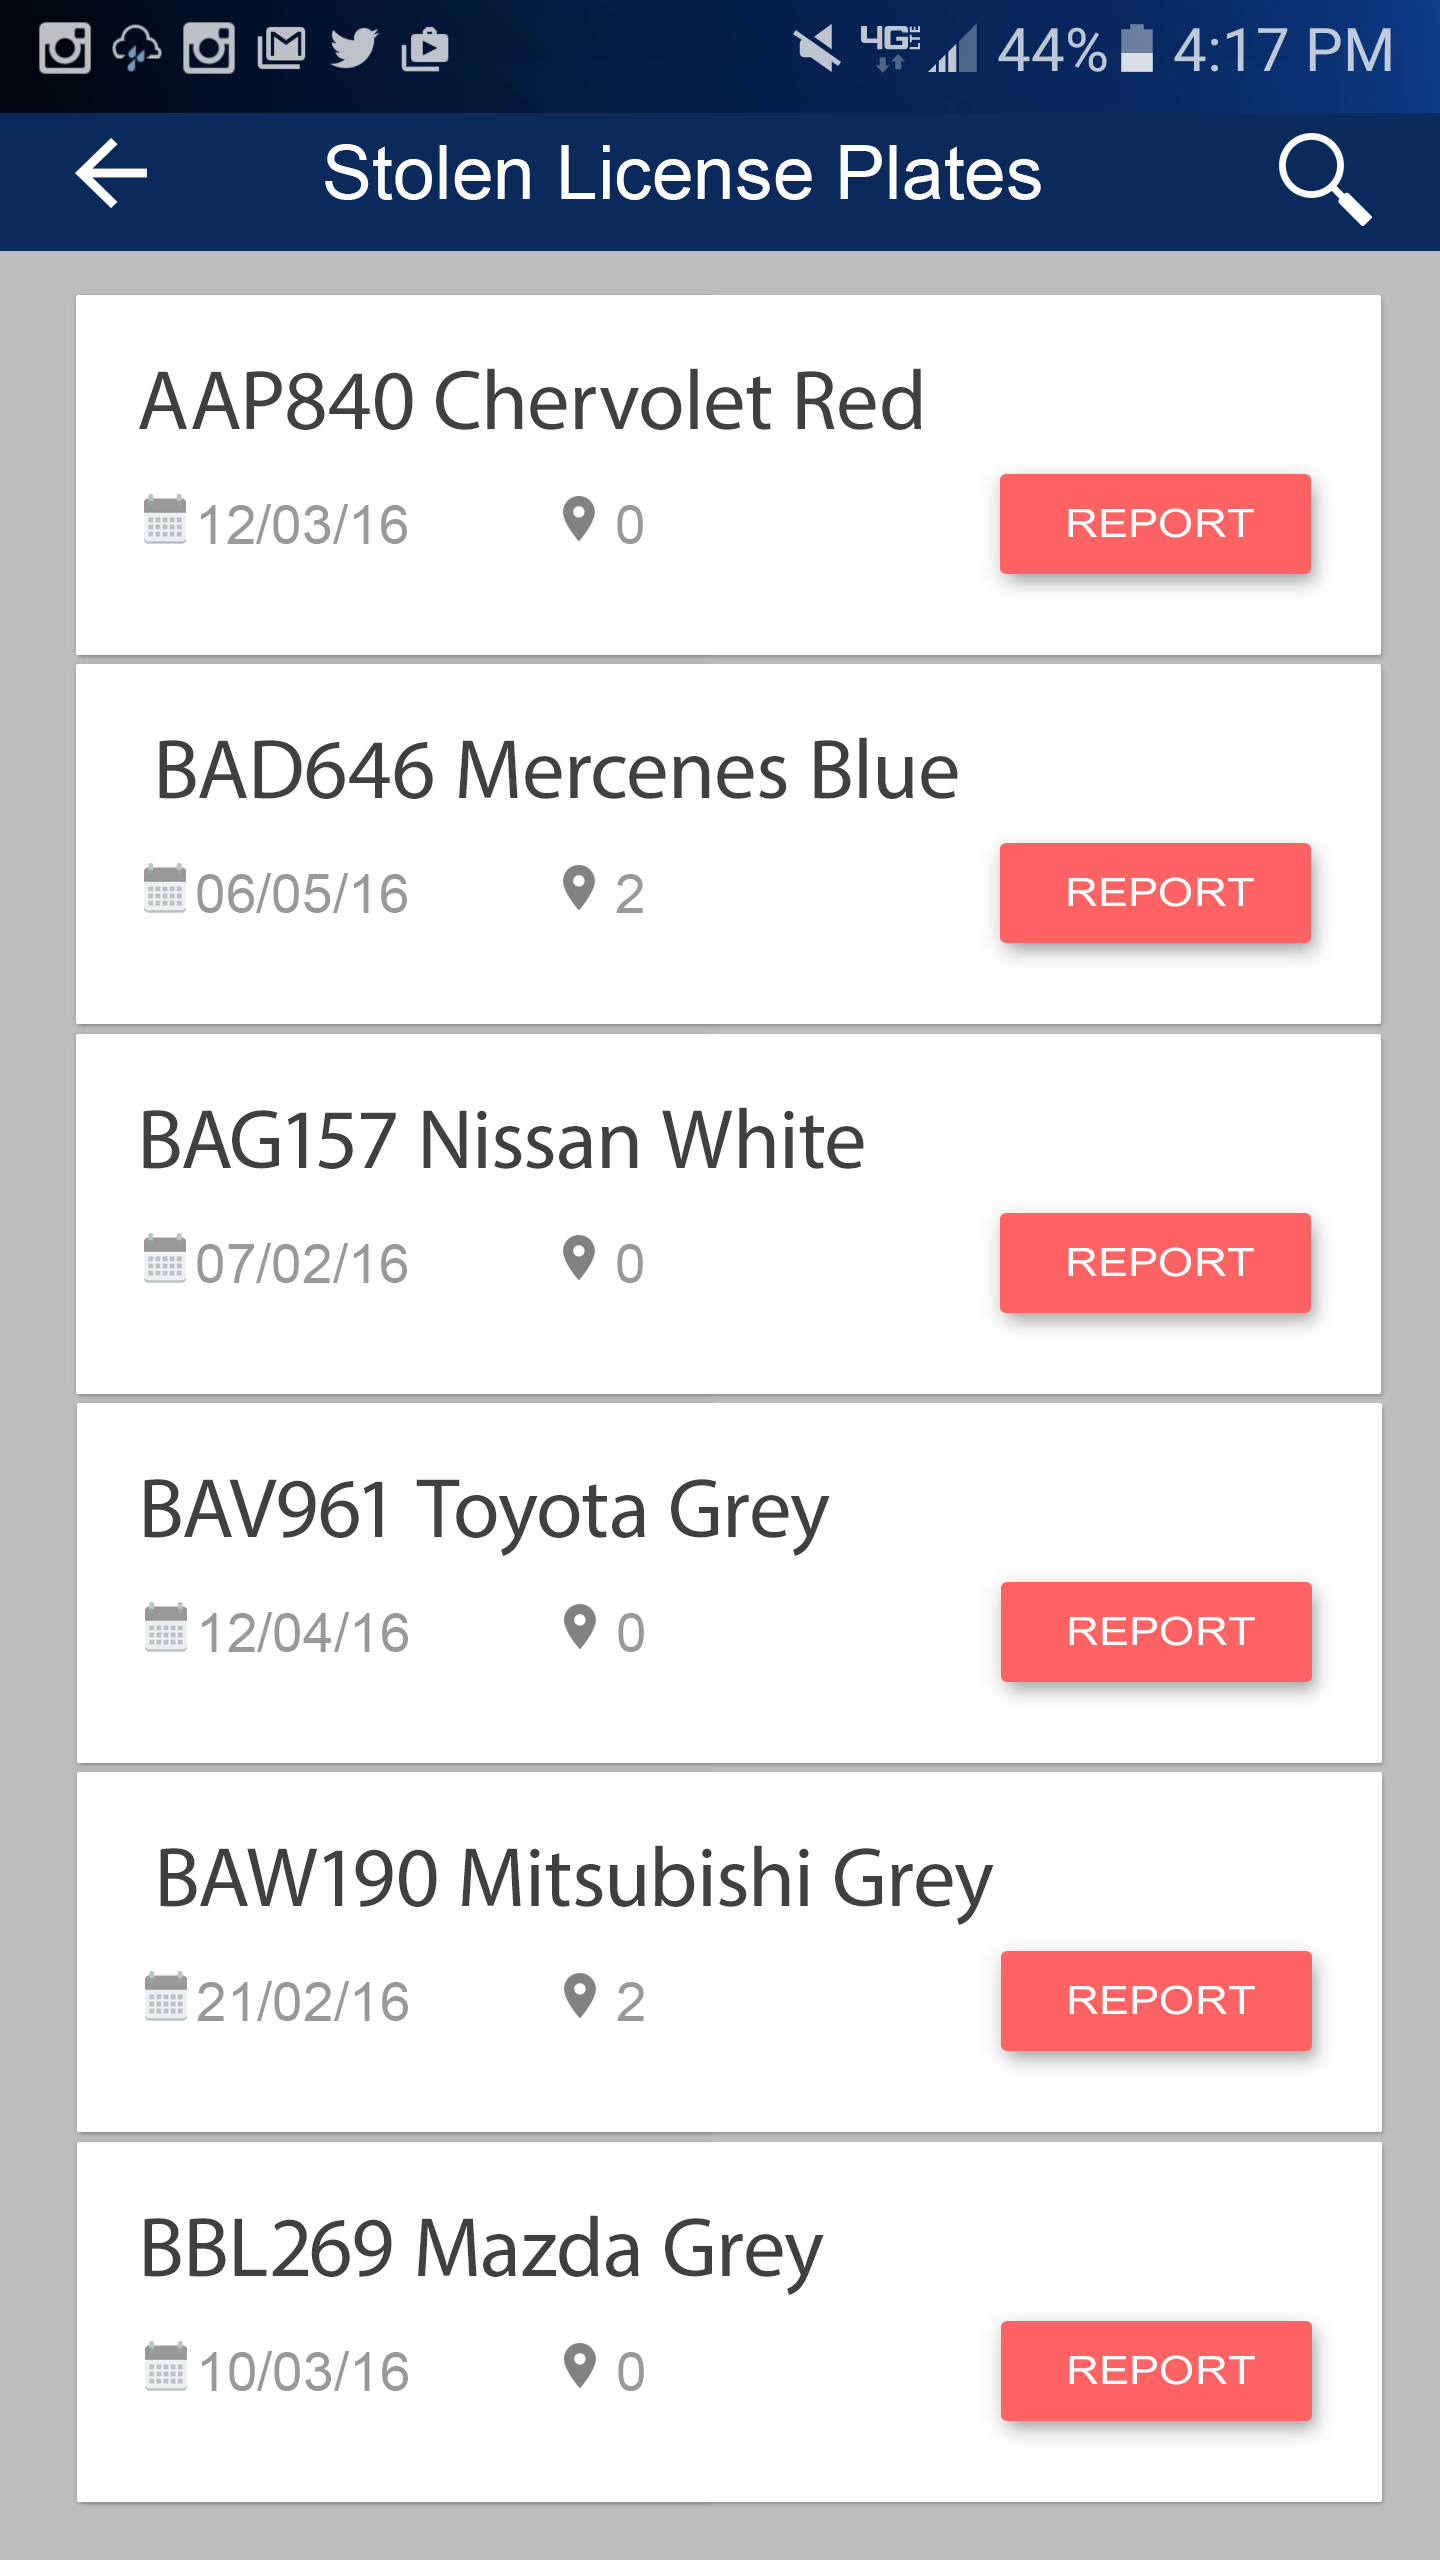 4G LTE 44% 4:17 PM
Stolen License Plates
AAP840 Chervolet Red
12/03/16 0 REPORT
BAD646 Mercenes Blue
06/05/16 2 REPORT
BAG157 Nissan White
07/02/16 0 REPORT
BAV961 Toyota Grey
12/04/16 0 REPORT
BAW190 Mitsubishi Grey
21/02/16 2 REPORT
BBL269 Mazda Grey
10/03/16 0 REPORT